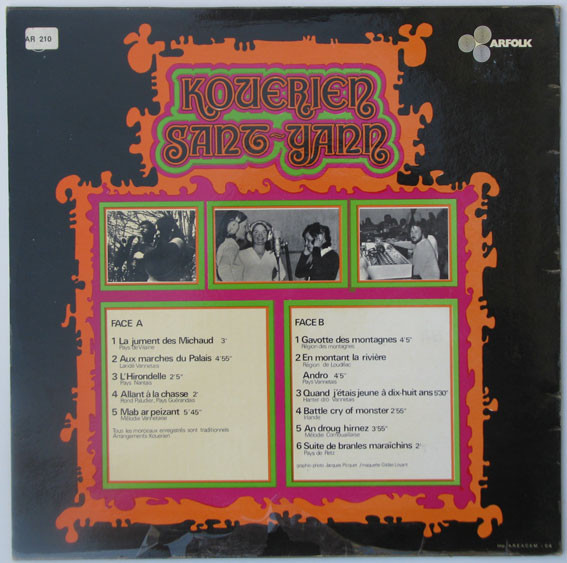 AR 210
ARFOLK
KOUERIEN
SANT-YANN
FACE A
1 La jument des Michaud 3'
Pays de Vilaine
2 Aux marches du Palais 4'55"
Laridé Vannetais
3 L'Hirondelle 2'5"
Pays Nantais
4 Allant à la chasse 2'
Rond Paludier, Pays Guérandais
5 Mab ar peizant 5'45"
Mélodie Vannetaise
Tous les morceaux enregistrés sont traditionnels
Arrangements Kouerien
FACE B
1 Gavotte des montagnes 4'5"
Région des montagnes
2 En montant la rivière
Région de Loudéac
Andro 4'5"
Pays Vannetais
3 Quand j'étais jeune à dix-huit ans 5'30"
Hanter dro Vannetais
4 Battle cry of monster 2'55"
Irlande
5 An droug hirnez 3'55"
Mélodie Cornouaillaise
6 Suite de branles maraîchins 2'
Pays de Retz
graphic-photo Jacques Picquet / maquette